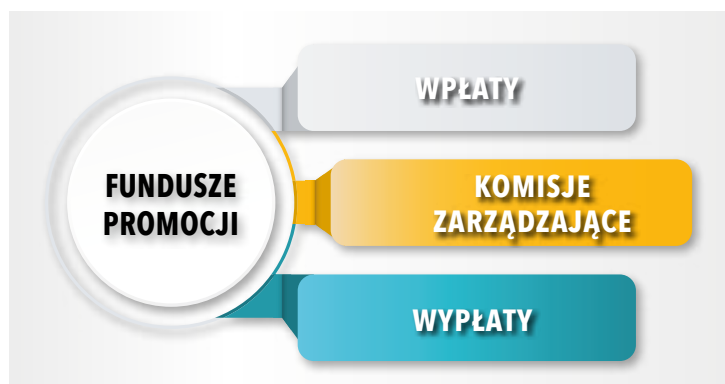 WPŁATY
FUNDUSZE
PROMOCJI
KOMISJE
ZARZĄDZAJĄCE
WYPŁATY